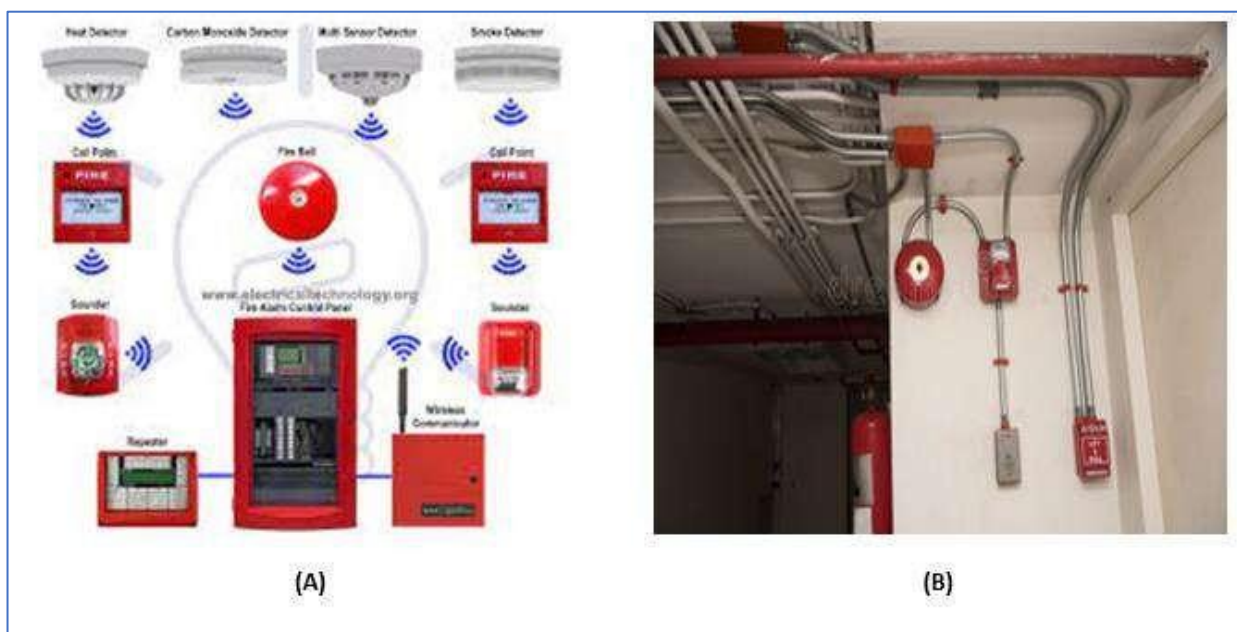 Heat Detector
Carbon Monoxide Detector
Multi Sensor Detector
Smoke Detector
Call Point
Fire Bell
Call Point
FIRE
FIRE
www.electricaltechnology.org
Sounder
Fire Alarm Control Panel
Sounder
Wireless
Communicator
Repeater
(A)
(B)